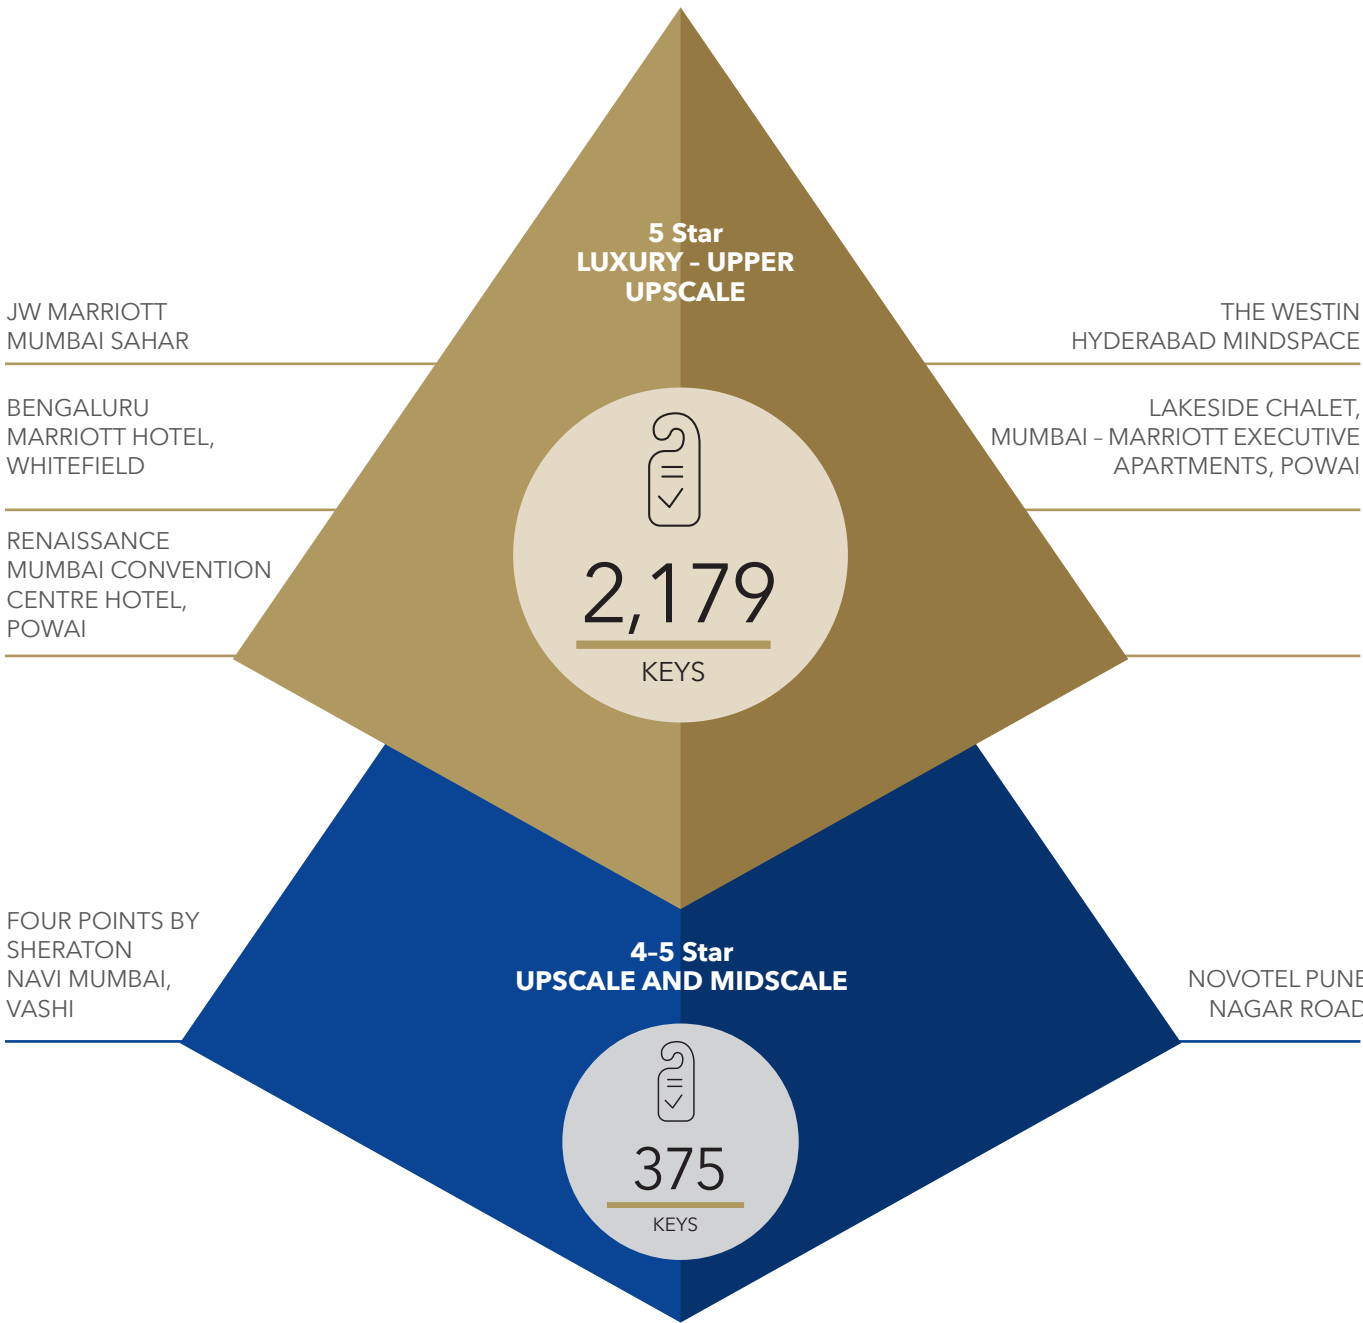 5 Star
LUXURY – UPPER
UPSCALE
JW MARRIOTT
MUMBAI SAHAR
THE WESTIN
HYDERABAD MINDSPACE
BENGALURU
MARRIOTT HOTEL,
WHITEFIELD
LAKESIDE CHALET,
MUMBAI – MARRIOTT EXECUTIVE
APARTMENTS, POWAI
RENAISSANCE
MUMBAI CONVENTION
CENTRE HOTEL,
POWAI
2,179
KEYS
FOUR POINTS BY
SHERATON
NAVI MUMBAI,
VASHI
4–5 Star
UPSCALE AND MIDSCALE
NOVOTEL PUNE
NAGAR ROAD
375
KEYS